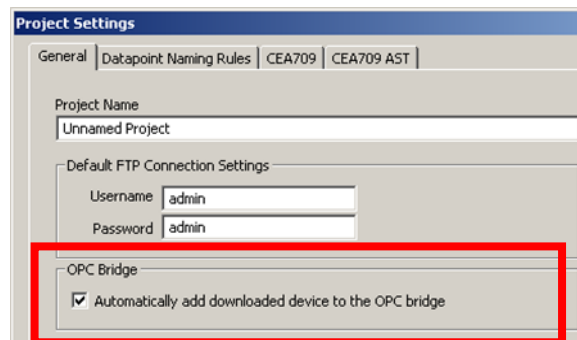 Project Settings
General Datapoint Naming Rules CEA709 CEA709 AST
Project Name
Unnamed Project
Default FTP Connection Settings
Username admin
Password admin
OPC Bridge
Automatically add downloaded device to the OPC bridge